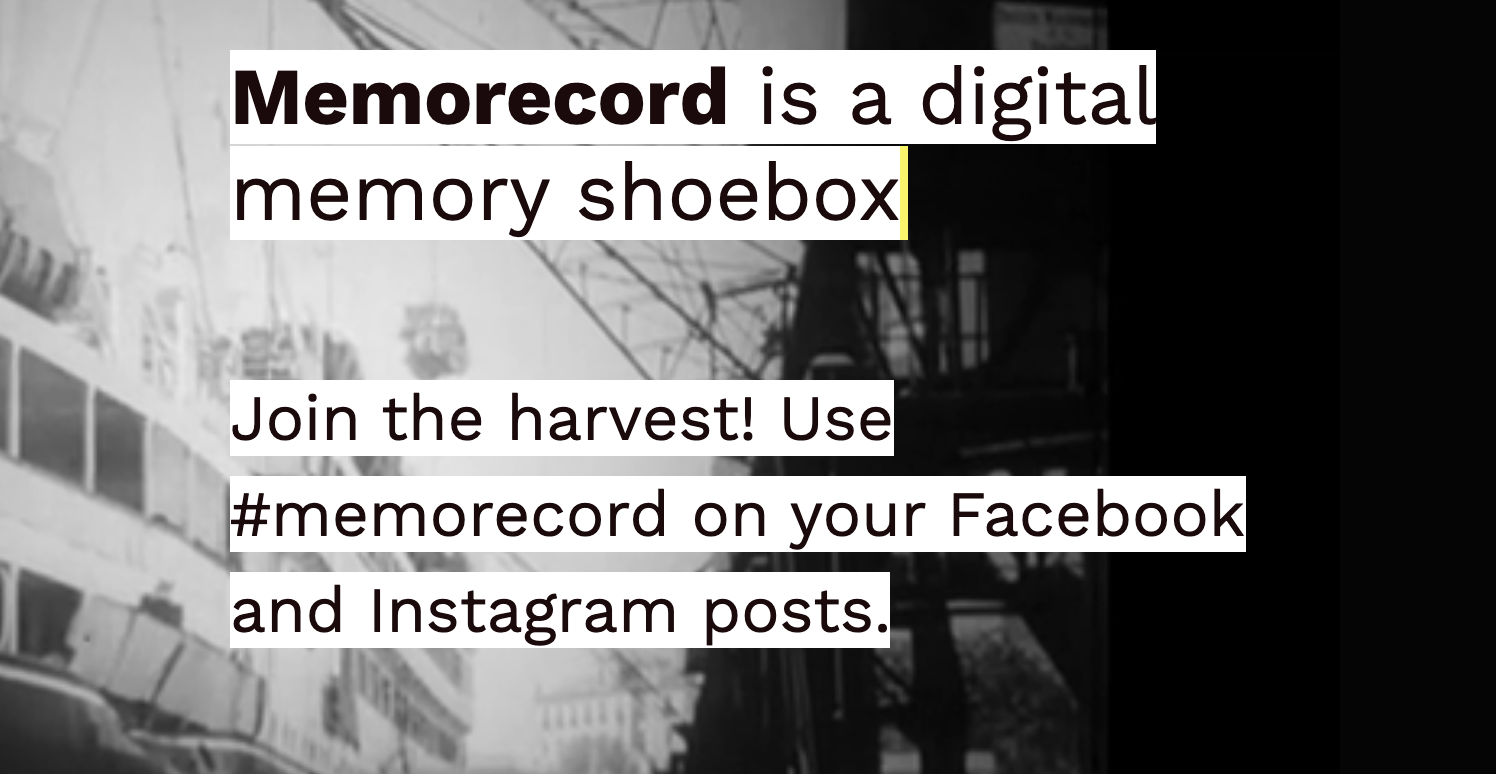 Memorecord is a digital
memory shoebox
Join the harvest! Use
#memorecord on your Facebook
and Instagram posts.